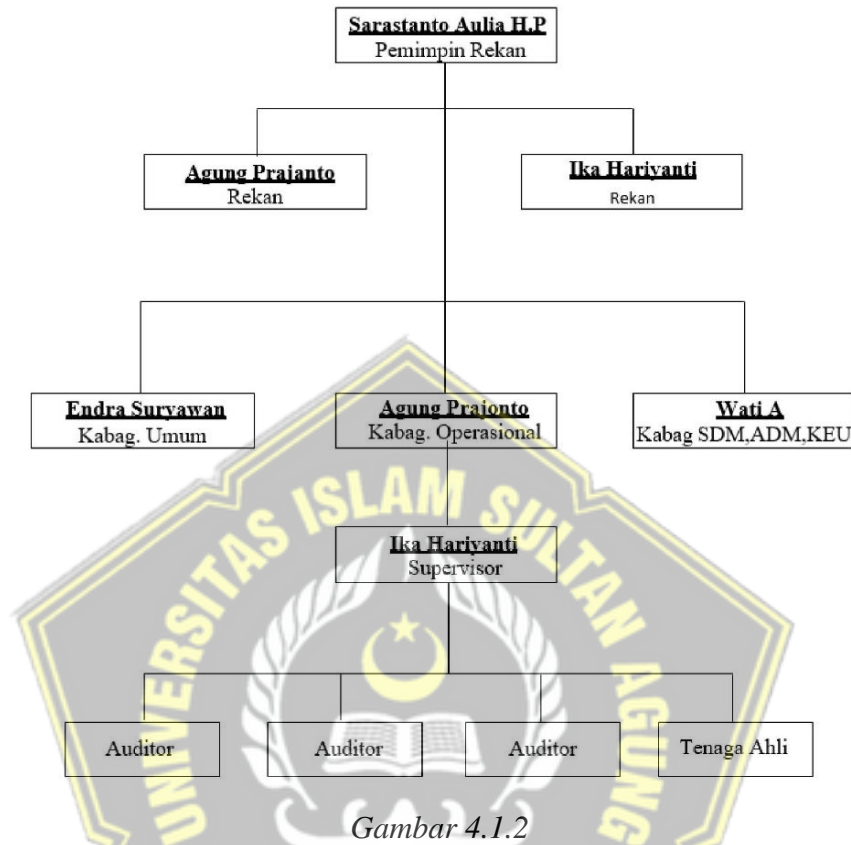 Sarastanto Aulia H.P
Pemimpin Rekan
Agung Prajanto
Rekan
Ika Hariyanti
Rekan
Endra Suryawan
Kabag. Umum
Agung Prajonto
Kabag. Operasional
Wati A
Kabag SDM,ADM,KEU
Ika Hariyanti
Supervisor
Auditor
Auditor
Auditor
Tenaga Ahli
UNIVERSITAS ISLAM SULTAN AGUNG
Gambar 4.1.2